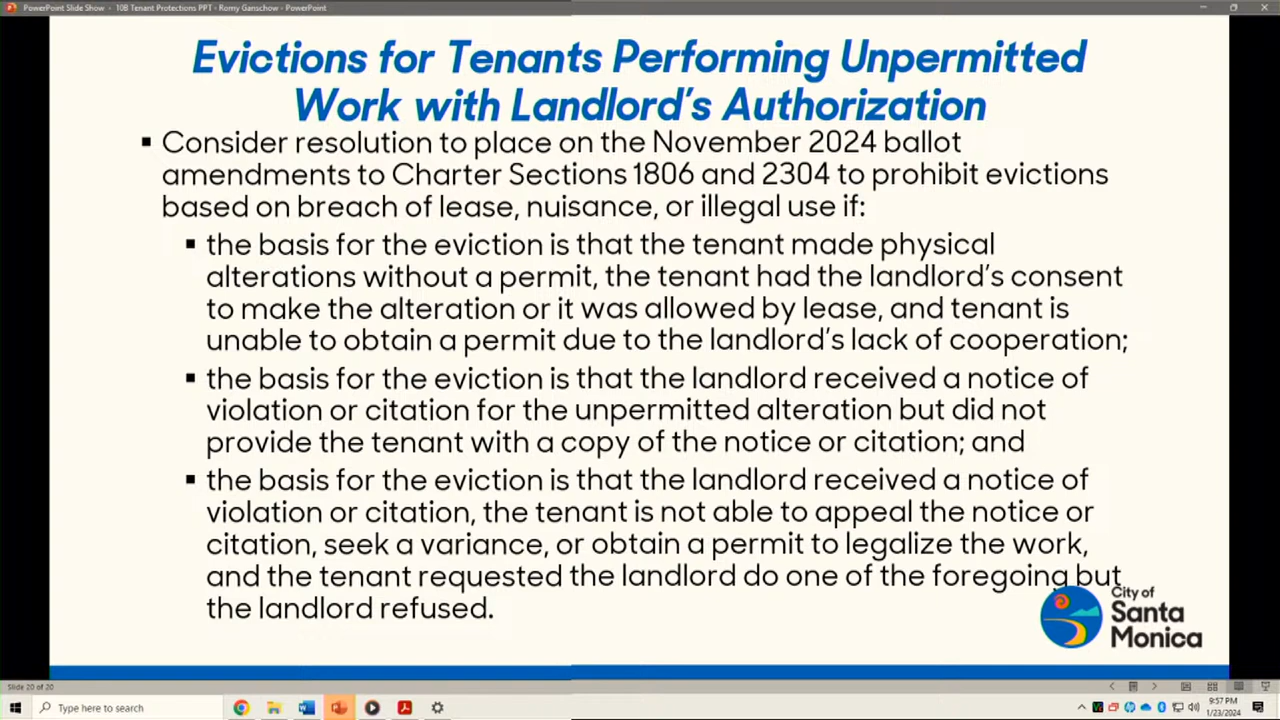 PowerPoint Slide Show - 10B Tenant Protections PPT - Romy Ganschow - PowerPoint
Evictions for Tenants Performing Unpermitted
Work with Landlord's Authorization
▪ Consider resolution to place on the November 2024 ballot
amendments to Charter Sections 1806 and 2304 to prohibit evictions
based on breach of lease, nuisance, or illegal use if:
▪ the basis for the eviction is that the tenant made physical
alterations without a permit, the tenant had the landlord's consent
to make the alteration or it was allowed by lease, and tenant is
unable to obtain a permit due to the landlord's lack of cooperation;
▪ the basis for the eviction is that the landlord received a notice of
violation or citation for the unpermitted alteration but did not
provide the tenant with a copy of the notice or citation; and
▪ the basis for the eviction is that the landlord received a notice of
violation or citation, the tenant is not able to appeal the notice or
citation, seek a variance, or obtain a permit to legalize the work,
and the tenant requested the landlord do one of the foregoing but
the landlord refused.
City of
Santa
Monica
Slide 20 of 20
Type here to search
9:57 PM
1/23/2024